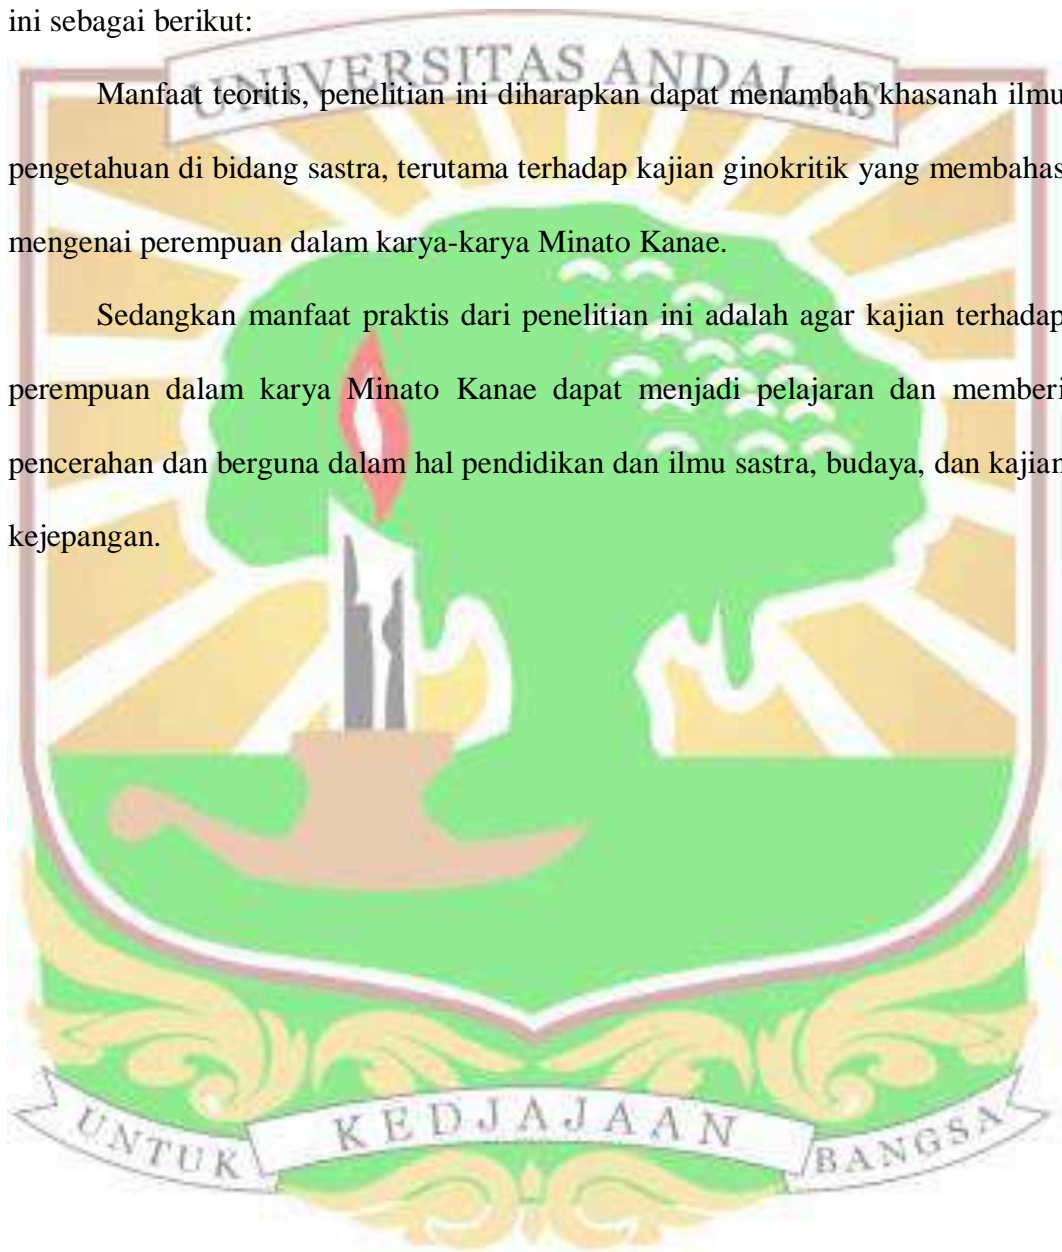 ini sebagai berikut:
UNIVERSITAS ANDALAS
Manfaat teoritis, penelitian ini diharapkan dapat menambah khasanah ilmu
pengetahuan di bidang sastra, terutama terhadap kajian ginokritik yang membahas
mengenai perempuan dalam karya-karya Minato Kanae.
Sedangkan manfaat praktis dari penelitian ini adalah agar kajian terhadap
perempuan dalam karya Minato Kanae dapat menjadi pelajaran dan memberi
pencerahan dan berguna dalam hal pendidikan dan ilmu sastra, budaya, dan kajian
kejepangan.
UNTUK KEDJAJAAN BANGSA